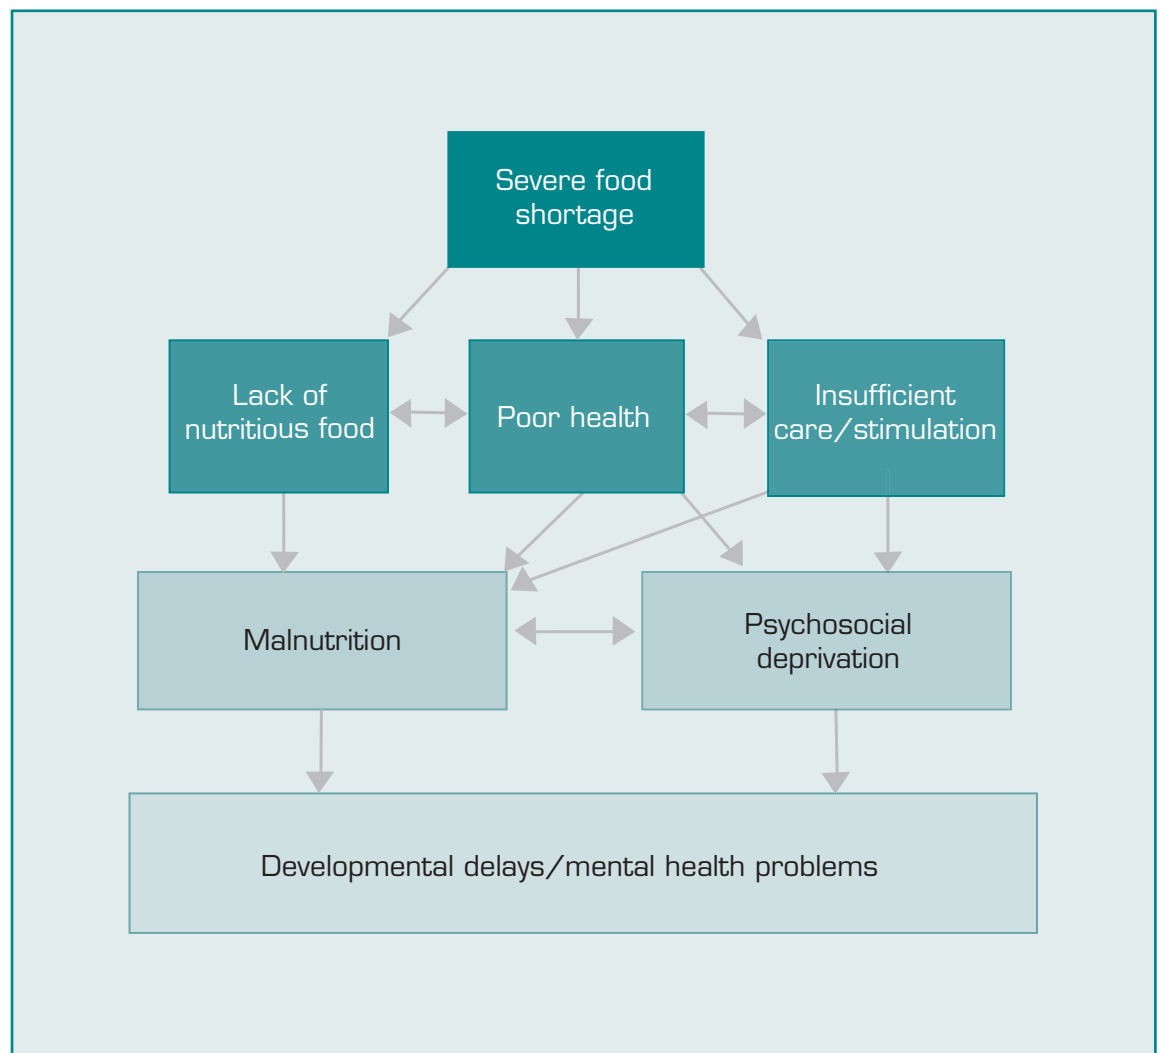 Severe food
shortage
Lack of
nutritious food
Poor health
Insufficient
care/stimulation
Malnutrition
Psychosocial
deprivation
Developmental delays/mental health problems